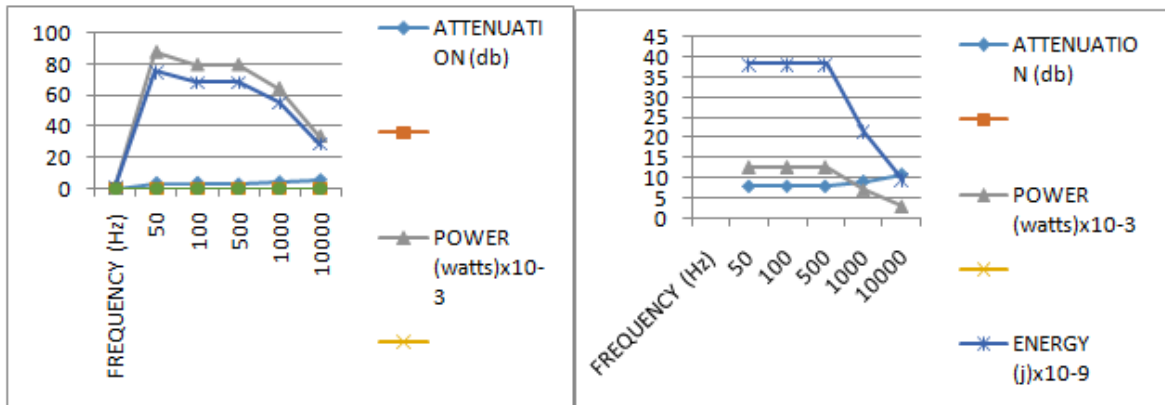 100
80
60
40
20
0
FREQUENCY (Hz)
50
100
500
1000
10000
ATTENUATI
ON (db)
POWER
(watts)x10-
3
45
40
35
30
25
20
15
10
5
0
FREQUENCY (Hz)
50
100
500
1000
10000
ATTENUATIO
N (db)
POWER
(watts)x10-3
ENERGY
(j)x10-9